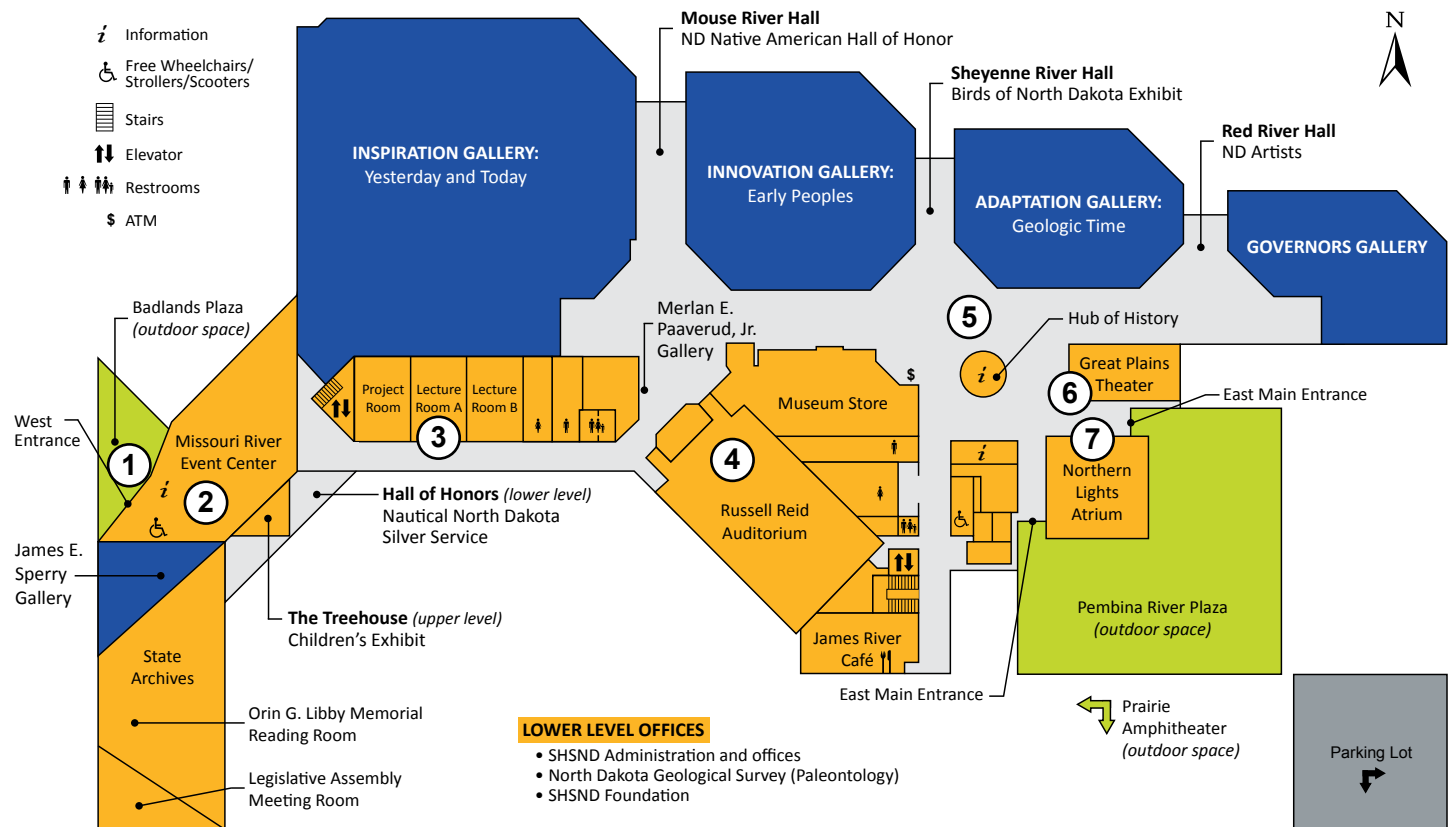 i Information
Free Wheelchairs/
Strollers/Scooters
Stairs
Elevator
Restrooms
$ ATM
Mouse River Hall
ND Native American Hall of Honor
Sheyenne River Hall
Birds of North Dakota Exhibit
Red River Hall
ND Artists
N
INSPIRATION GALLERY:
Yesterday and Today
INNOVATION GALLERY:
Early Peoples
ADAPTATION GALLERY:
Geologic Time
GOVERNORS GALLERY
Badlands Plaza
(outdoor space)
West
Entrance
1
Missouri River
Event Center
i
2
James E.
Sperry
Gallery
Project
Room
Lecture
Room A
Lecture
Room B
3
Merlan E.
Paaverud, Jr.
Gallery
Museum Store
$
4
Russell Reid
Auditorium
5
Hub of History
i
Great Plains
Theater
6
East Main Entrance
7
Northern
Lights
Atrium
i
Hall of Honors (lower level)
Nautical North Dakota
Silver Service
The Treehouse (upper level)
Children's Exhibit
State
Archives
James River
Café
Pembina River Plaza
(outdoor space)
East Main Entrance
Orin G. Libby Memorial
Reading Room
Legislative Assembly
Meeting Room
LOWER LEVEL OFFICES
• SHSND Administration and offices
• North Dakota Geological Survey (Paleontology)
• SHSND Foundation
Prairie
Amphitheater
(outdoor space)
Parking Lot